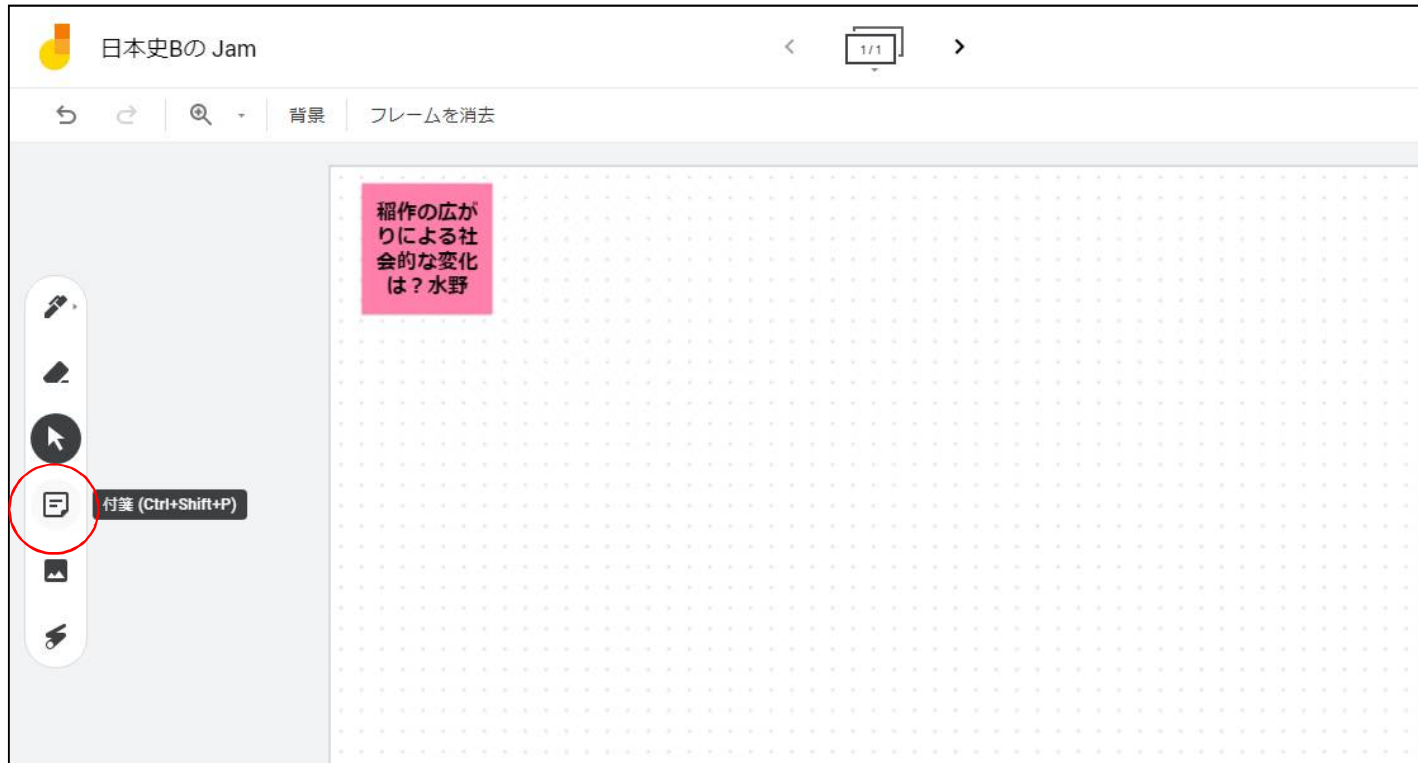 日本史Bの Jam
1/1
背景
フレームを消去
稲作の広が
りによる社
会的な変化
は？水野
付箋 (Ctrl+Shift+P)